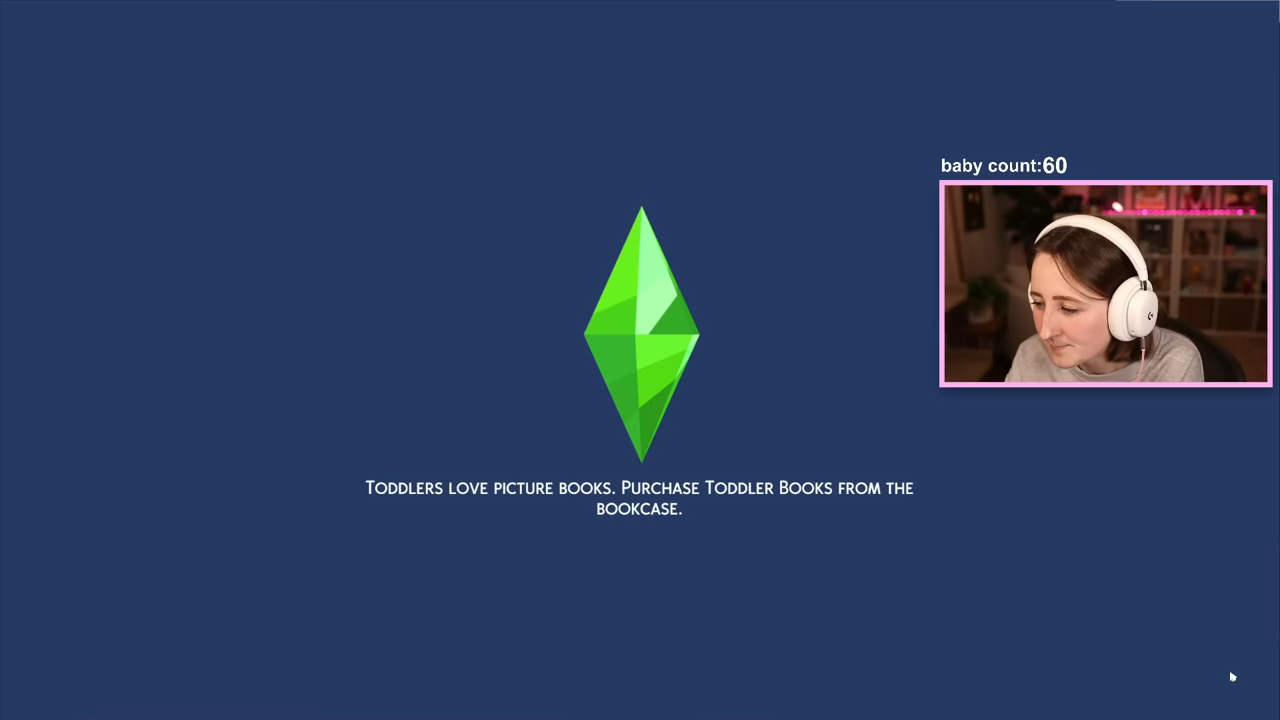 baby count:60
TODDLERS LOVE PICTURE BOOKS. PURCHASE TODDLER BOOKS FROM THE
BOOKCASE.